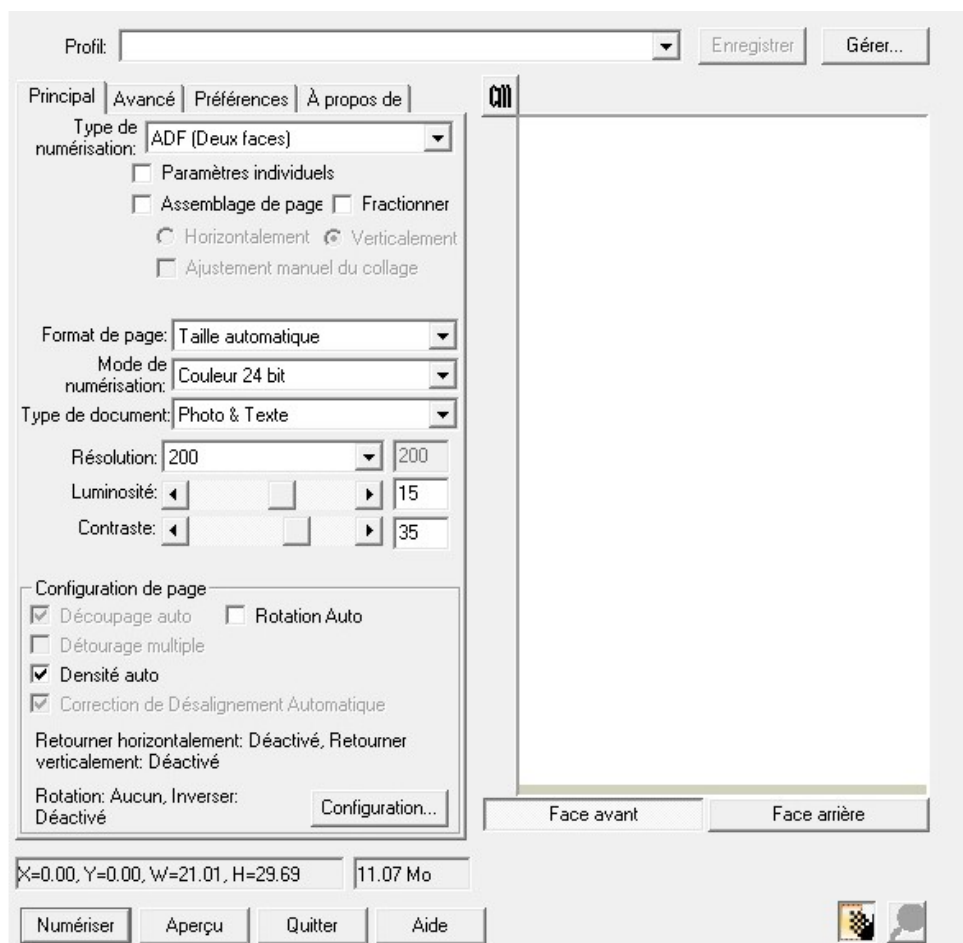 Profil:
Enregistrer
Gérer...
Principal
Avancé
Préférences
À propos de
Type de
numérisation:
ADF (Deux faces)
Paramètres individuels
Assemblage de page
Fractionner
Horizontalement
Verticalement
Ajustement manuel du collage
Format de page:
Taille automatique
Mode de
numérisation:
Couleur 24 bit
Type de document:
Photo & Texte
Résolution:
200
200
Luminosité:
15
Contraste:
35
Configuration de page
Découpage auto
Rotation Auto
Détourage multiple
Densité auto
Correction de Désalignement Automatique
Retourner horizontalement: Déactivé, Retourner
verticalement: Déactivé
Rotation: Aucun, Inverser:
Déactivé
Configuration...
Face avant
Face arrière
X=0.00, Y=0.00, W=21.01, H=29.69
11.07 Mo
Numériser
Aperçu
Quitter
Aide